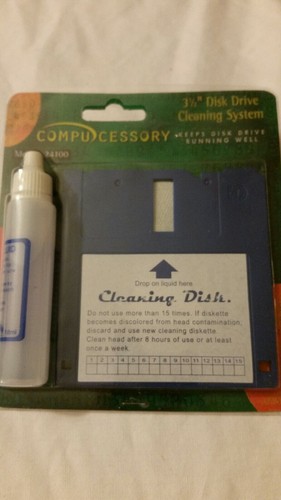 3½" Disk Drive
Cleaning System
COMPUCESSORY
KEEPS DISK DRIVE
RUNNING WELL
Drop on liquid here.
Cleaning Disk.
Do not use more than 15 times. If diskette
becomes discolored from head contamination,
discard and use new cleaning diskette.
Clean head after 8 hours of use or at least
once a week.
1 2 3 4 5 6 7 8 9 10 11 12 13 14 15